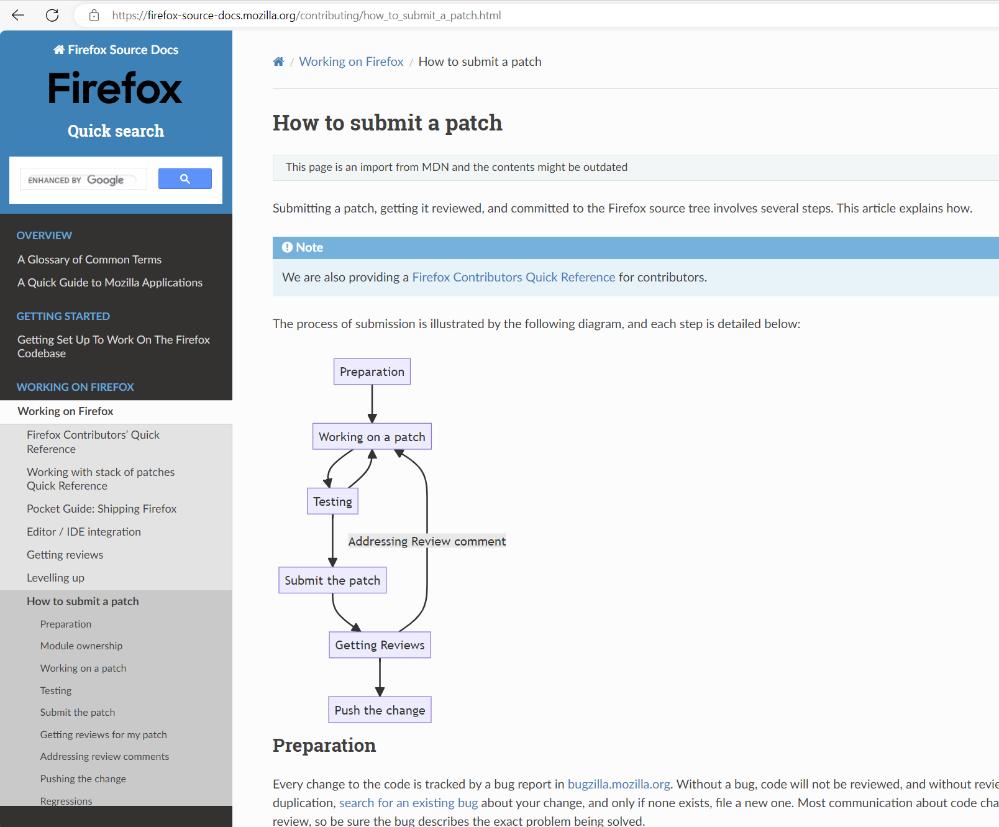 https://firefox-source-docs.mozilla.org/contributing/how_to_submit_a_patch.html
Firefox Source Docs
Firefox
Quick search
ENHANCED BY Google
OVERVIEW
A Glossary of Common Terms
A Quick Guide to Mozilla Applications
GETTING STARTED
Getting Set Up To Work On The Firefox
Codebase
WORKING ON FIREFOX
Working on Firefox
Firefox Contributors’ Quick
Reference
Working with stack of patches
Quick Reference
Pocket Guide: Shipping Firefox
Editor / IDE integration
Getting reviews
Levelling up
How to submit a patch
Preparation
Module ownership
Working on a patch
Testing
Submit the patch
Getting reviews for my patch
Addressing review comments
Pushing the change
Regressions
/ Working on Firefox / How to submit a patch
How to submit a patch
This page is an import from MDN and the contents might be outdated
Submitting a patch, getting it reviewed, and committed to the Firefox source tree involves several steps. This article explains how.
Note
We are also providing a Firefox Contributors Quick Reference for contributors.
The process of submission is illustrated by the following diagram, and each step is detailed below:
Preparation
Working on a patch
Testing
Addressing Review comment
Submit the patch
Getting Reviews
Push the change
Preparation
Every change to the code is tracked by a bug report in bugzilla.mozilla.org. Without a bug, code will not be reviewed, and without
duplication, search for an existing bug about your change, and only if none exists, file a new one. Most communication about code
review, so be sure the bug describes the exact problem being solved.